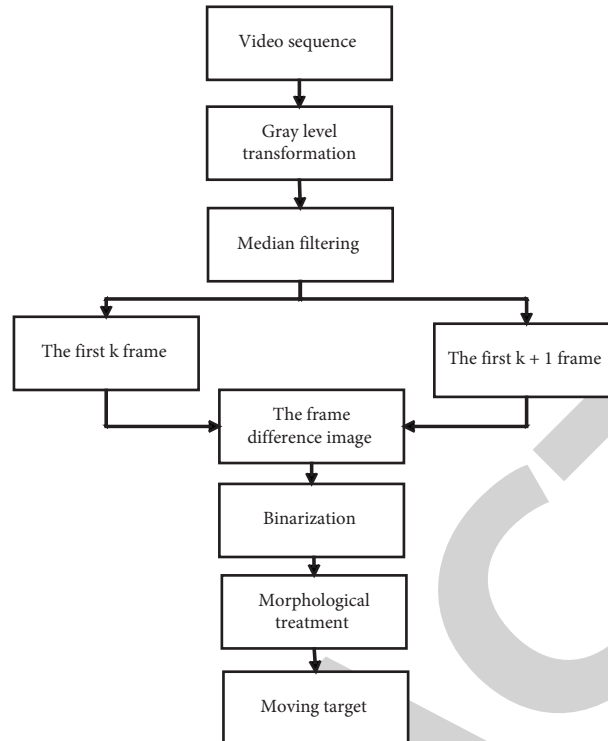 Video sequence
Gray level
transformation
Median filtering
The first k frame
The first k + 1 frame
The frame
difference image
Binarization
Morphological
treatment
Moving target